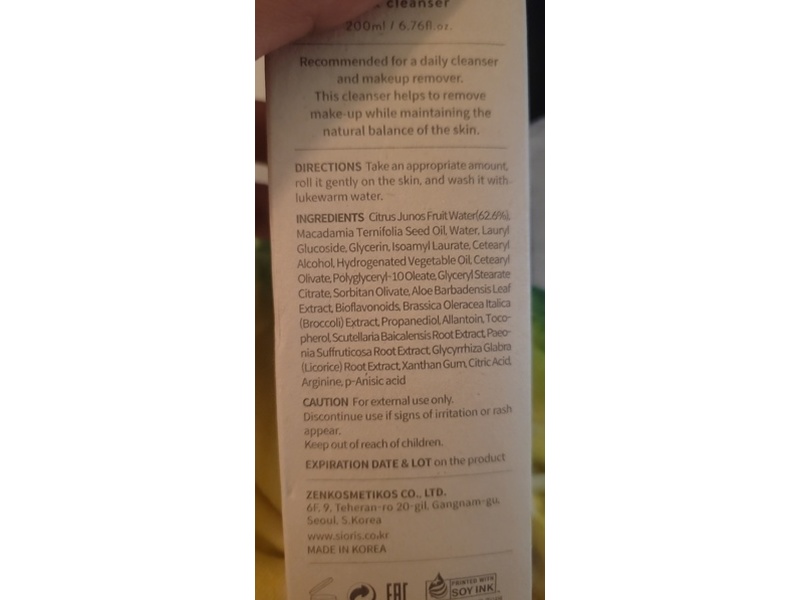 cleanser
200ml / 6.76fl.oz.
Recommended for a daily cleanser
and makeup remover.
This cleanser helps to remove
make-up while maintaining the
natural balance of the skin.
DIRECTIONS Take an appropriate amount,
roll it gently on the skin, and wash it with
lukewarm water.
INGREDIENTS Citrus Junos Fruit Water(62.6%),
Macadamia Ternifolia Seed Oil, Water, Lauryl
Glucoside, Glycerin, Isoamyl Laurate, Cetearyl
Alcohol, Hydrogenated Vegetable Oil, Cetearyl
Olivate, Polyglyceryl-10 Oleate, Glyceryl Stearate
Citrate, Sorbitan Olivate, Aloe Barbadensis Leaf
Extract, Bioflavonoids, Brassica Oleracea Italica
(Broccoli) Extract, Propanediol, Allantoin, Toco-
pherol, Scutellaria Baicalensis Root Extract, Paeo-
nia Suffruticosa Root Extract, Glycyrrhiza Glabra
(Licorice) Root Extract, Xanthan Gum, Citric Acid,
Arginine, p-Anisic acid
CAUTION For external use only.
Discontinue use if signs of irritation or rash
appear.
Keep out of reach of children.
EXPIRATION DATE & LOT on the product
ZENKOSMETIKOS CO., LTD.
6F, 9, Teheran-ro 20-gil, Gangnam-gu,
Seoul, S.Korea
www.sioris.co.kr
MADE IN KOREA
EAC
PRINTED WITH
SOY INK